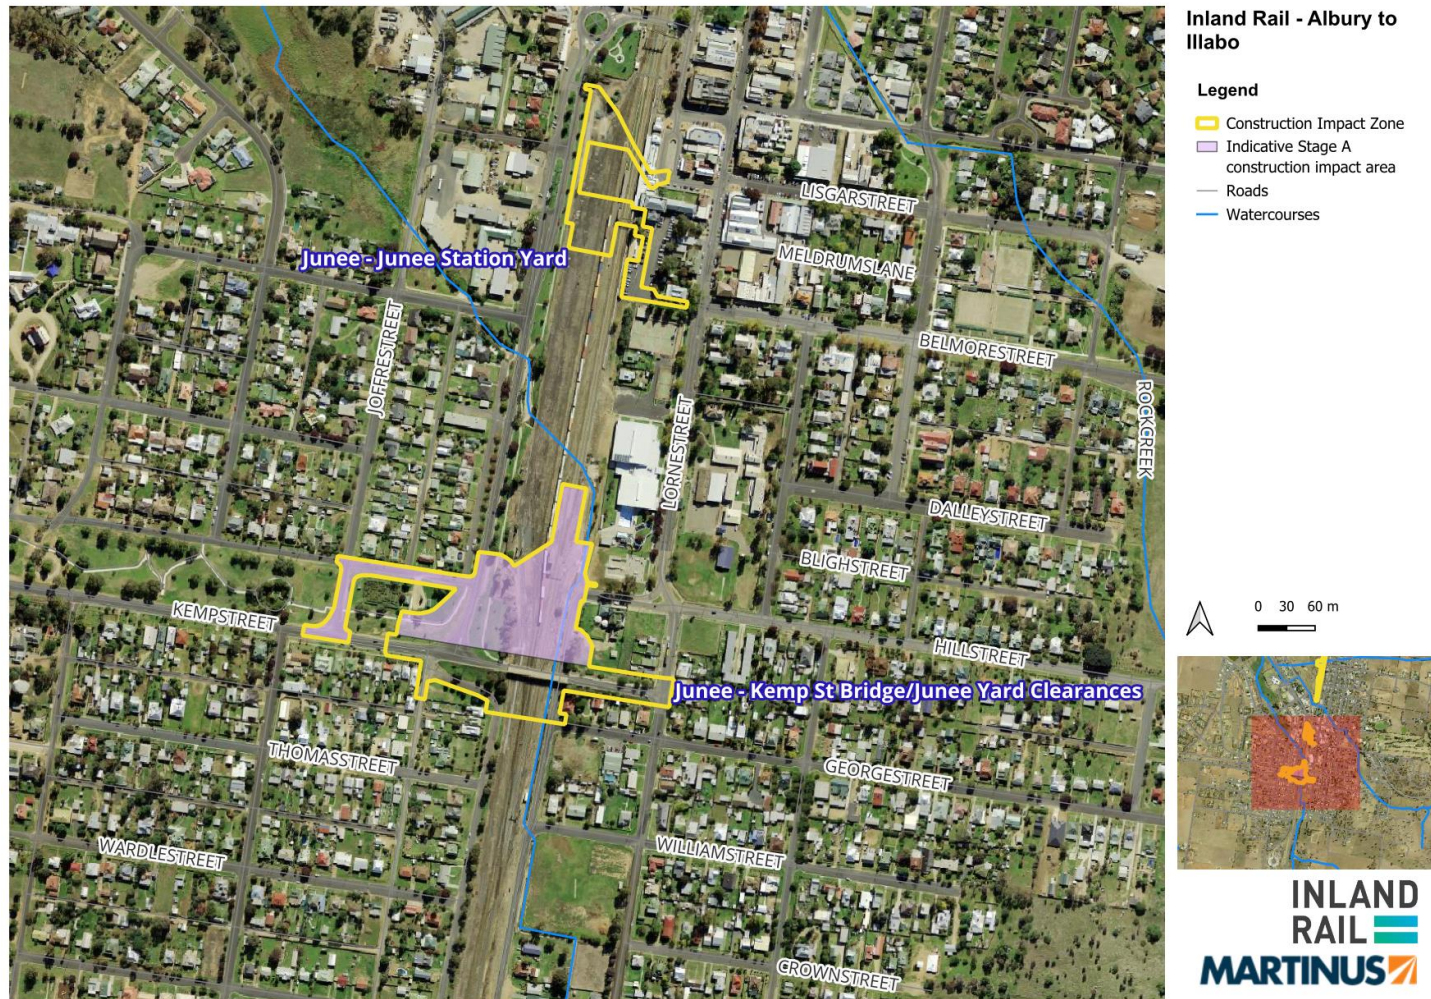 Inland Rail - Albury to
Illabo
Legend
Construction Impact Zone
Indicative Stage A
construction impact area
Roads
Watercourses
LISGARSTREET
MELDRUMSLANE
Junee - Junee Station Yard
JOFFRESTREET
BELMORESTREET
ROCKCREEK
LORNESTREET
DALLEYSTREET
BLIGHSTREET
KEMPSTREET
HILLSTREET
Junee - Kemp St Bridge/Junee Yard Clearances
THOMASSTREET
GEORGESTREET
WARDLESTREET
WILLIAMSTREET
CROWNSTREET
0 30 60 m
INLAND
RAIL
MARTINUS